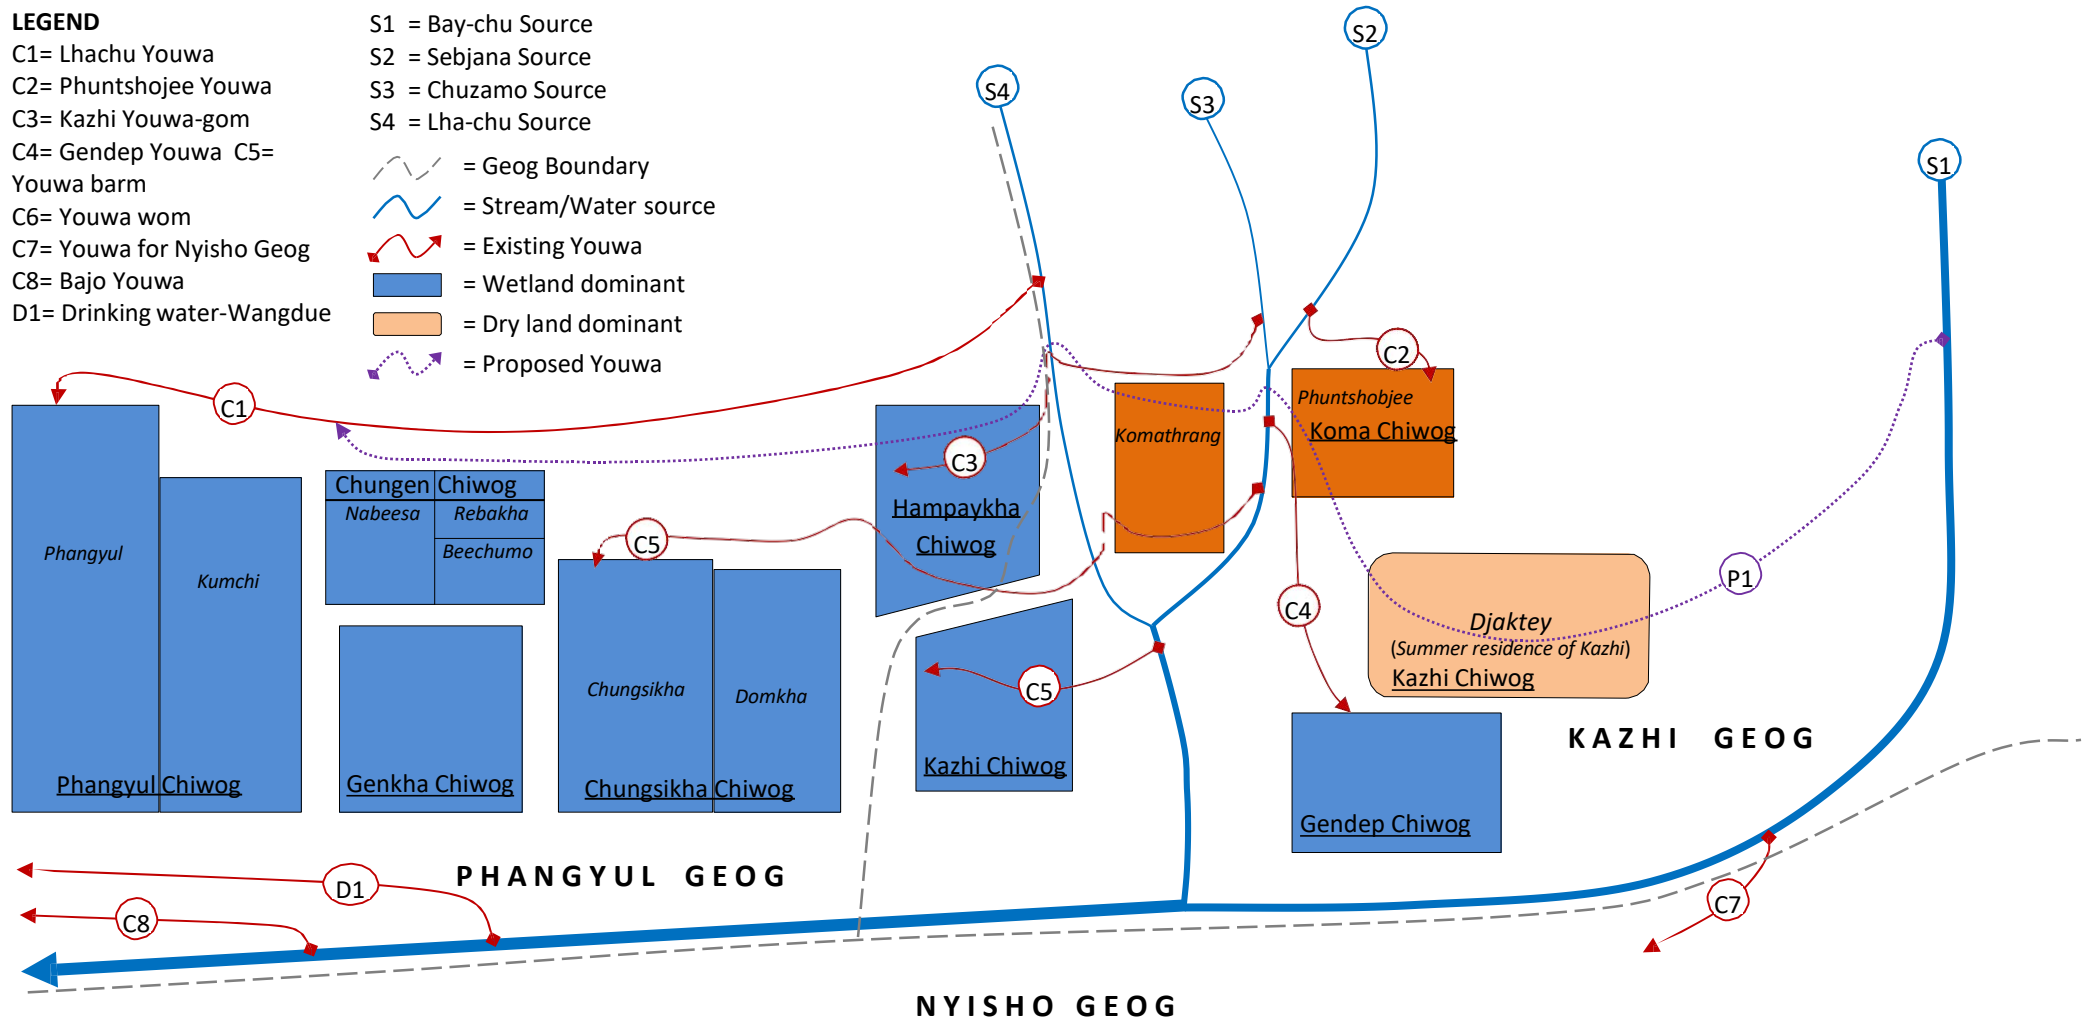 LEGEND
C1= Lhachu Youwa
C2= Phuntshojee Youwa
C3= Kazhi Youwa-gom
C4= Gendep Youwa  C5=
Youwa barm
C6= Youwa wom
C7= Youwa for Nyisho Geog
C8= Bajo Youwa
D1= Drinking water-Wangdue
S1 = Bay-chu Source
S2 = Sebjana Source
S3 = Chuzamo Source
S4 = Lha-chu Source
= Geog Boundary
= Stream/Water source
= Existing Youwa
= Wetland dominant
= Dry land dominant
= Proposed Youwa
S2
S4
S3
S1
C2
C1
Phuntshobjee
Koma Chiwog
Komathrang
C3
Hampaykha
Chiwog
Chungen Chiwog
Nabeesa
Rebakha
Beechumo
C5
Phangyul
Kumchi
P1
C4
Djaktey
(Summer residence of Kazhi)
Kazhi Chiwog
Chungsikha
Domkha
C5
KAZHI GEOG
Kazhi Chiwog
Phangyul Chiwog
Genkha Chiwog
Chungsikha Chiwog
Gendep Chiwog
PHANGYUL GEOG
D1
C8
C7
NYISHO GEOG